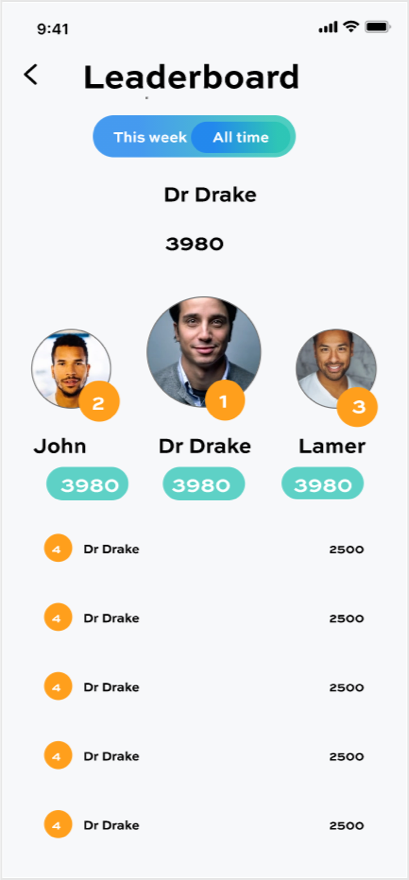 9:41
Leaderboard
This week All time
Dr Drake
3980
2 1 3
John Dr Drake Lamer
3980 3980 3980
4 Dr Drake 2500
4 Dr Drake 2500
4 Dr Drake 2500
4 Dr Drake 2500
4 Dr Drake 2500